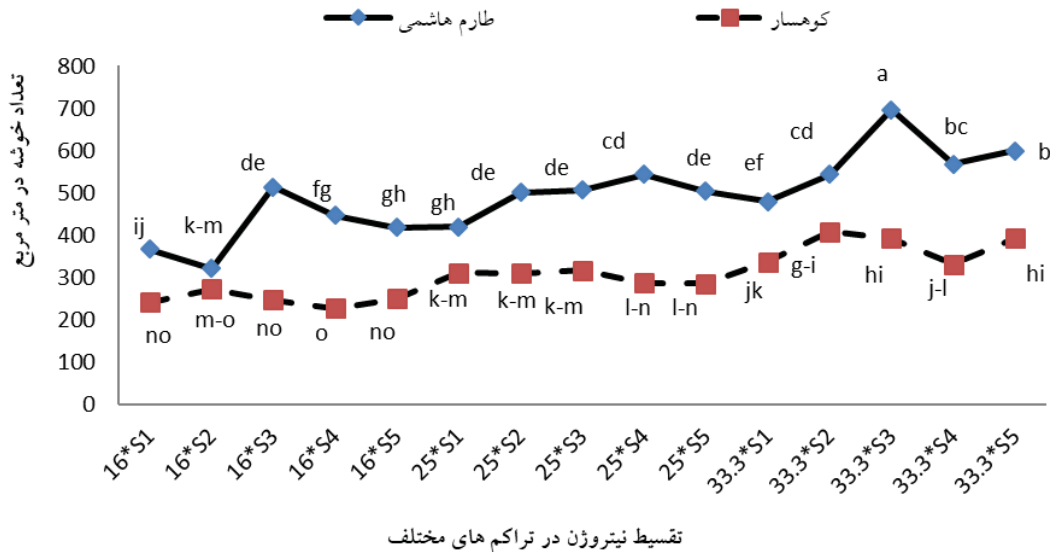 طارم هاشمی
کوهسار
تعداد خوشه در متر مربع
800
700
600
500
400
300
200
100
0
ij
k-m
de
fg
gh
gh
de
de
cd
de
ef
cd
a
bc
b
no
m-o
no
o
no
k-m
k-m
k-m
l-n
l-n
jk
g-i
hi
j-l
hi
16*S1
16*S2
16*S3
16*S4
16*S5
25*S1
25*S2
25*S3
25*S4
25*S5
33.3*S1
33.3*S2
33.3*S3
33.3*S4
33.3*S5
تقسیط نیتروژن در تراکم های مختلف